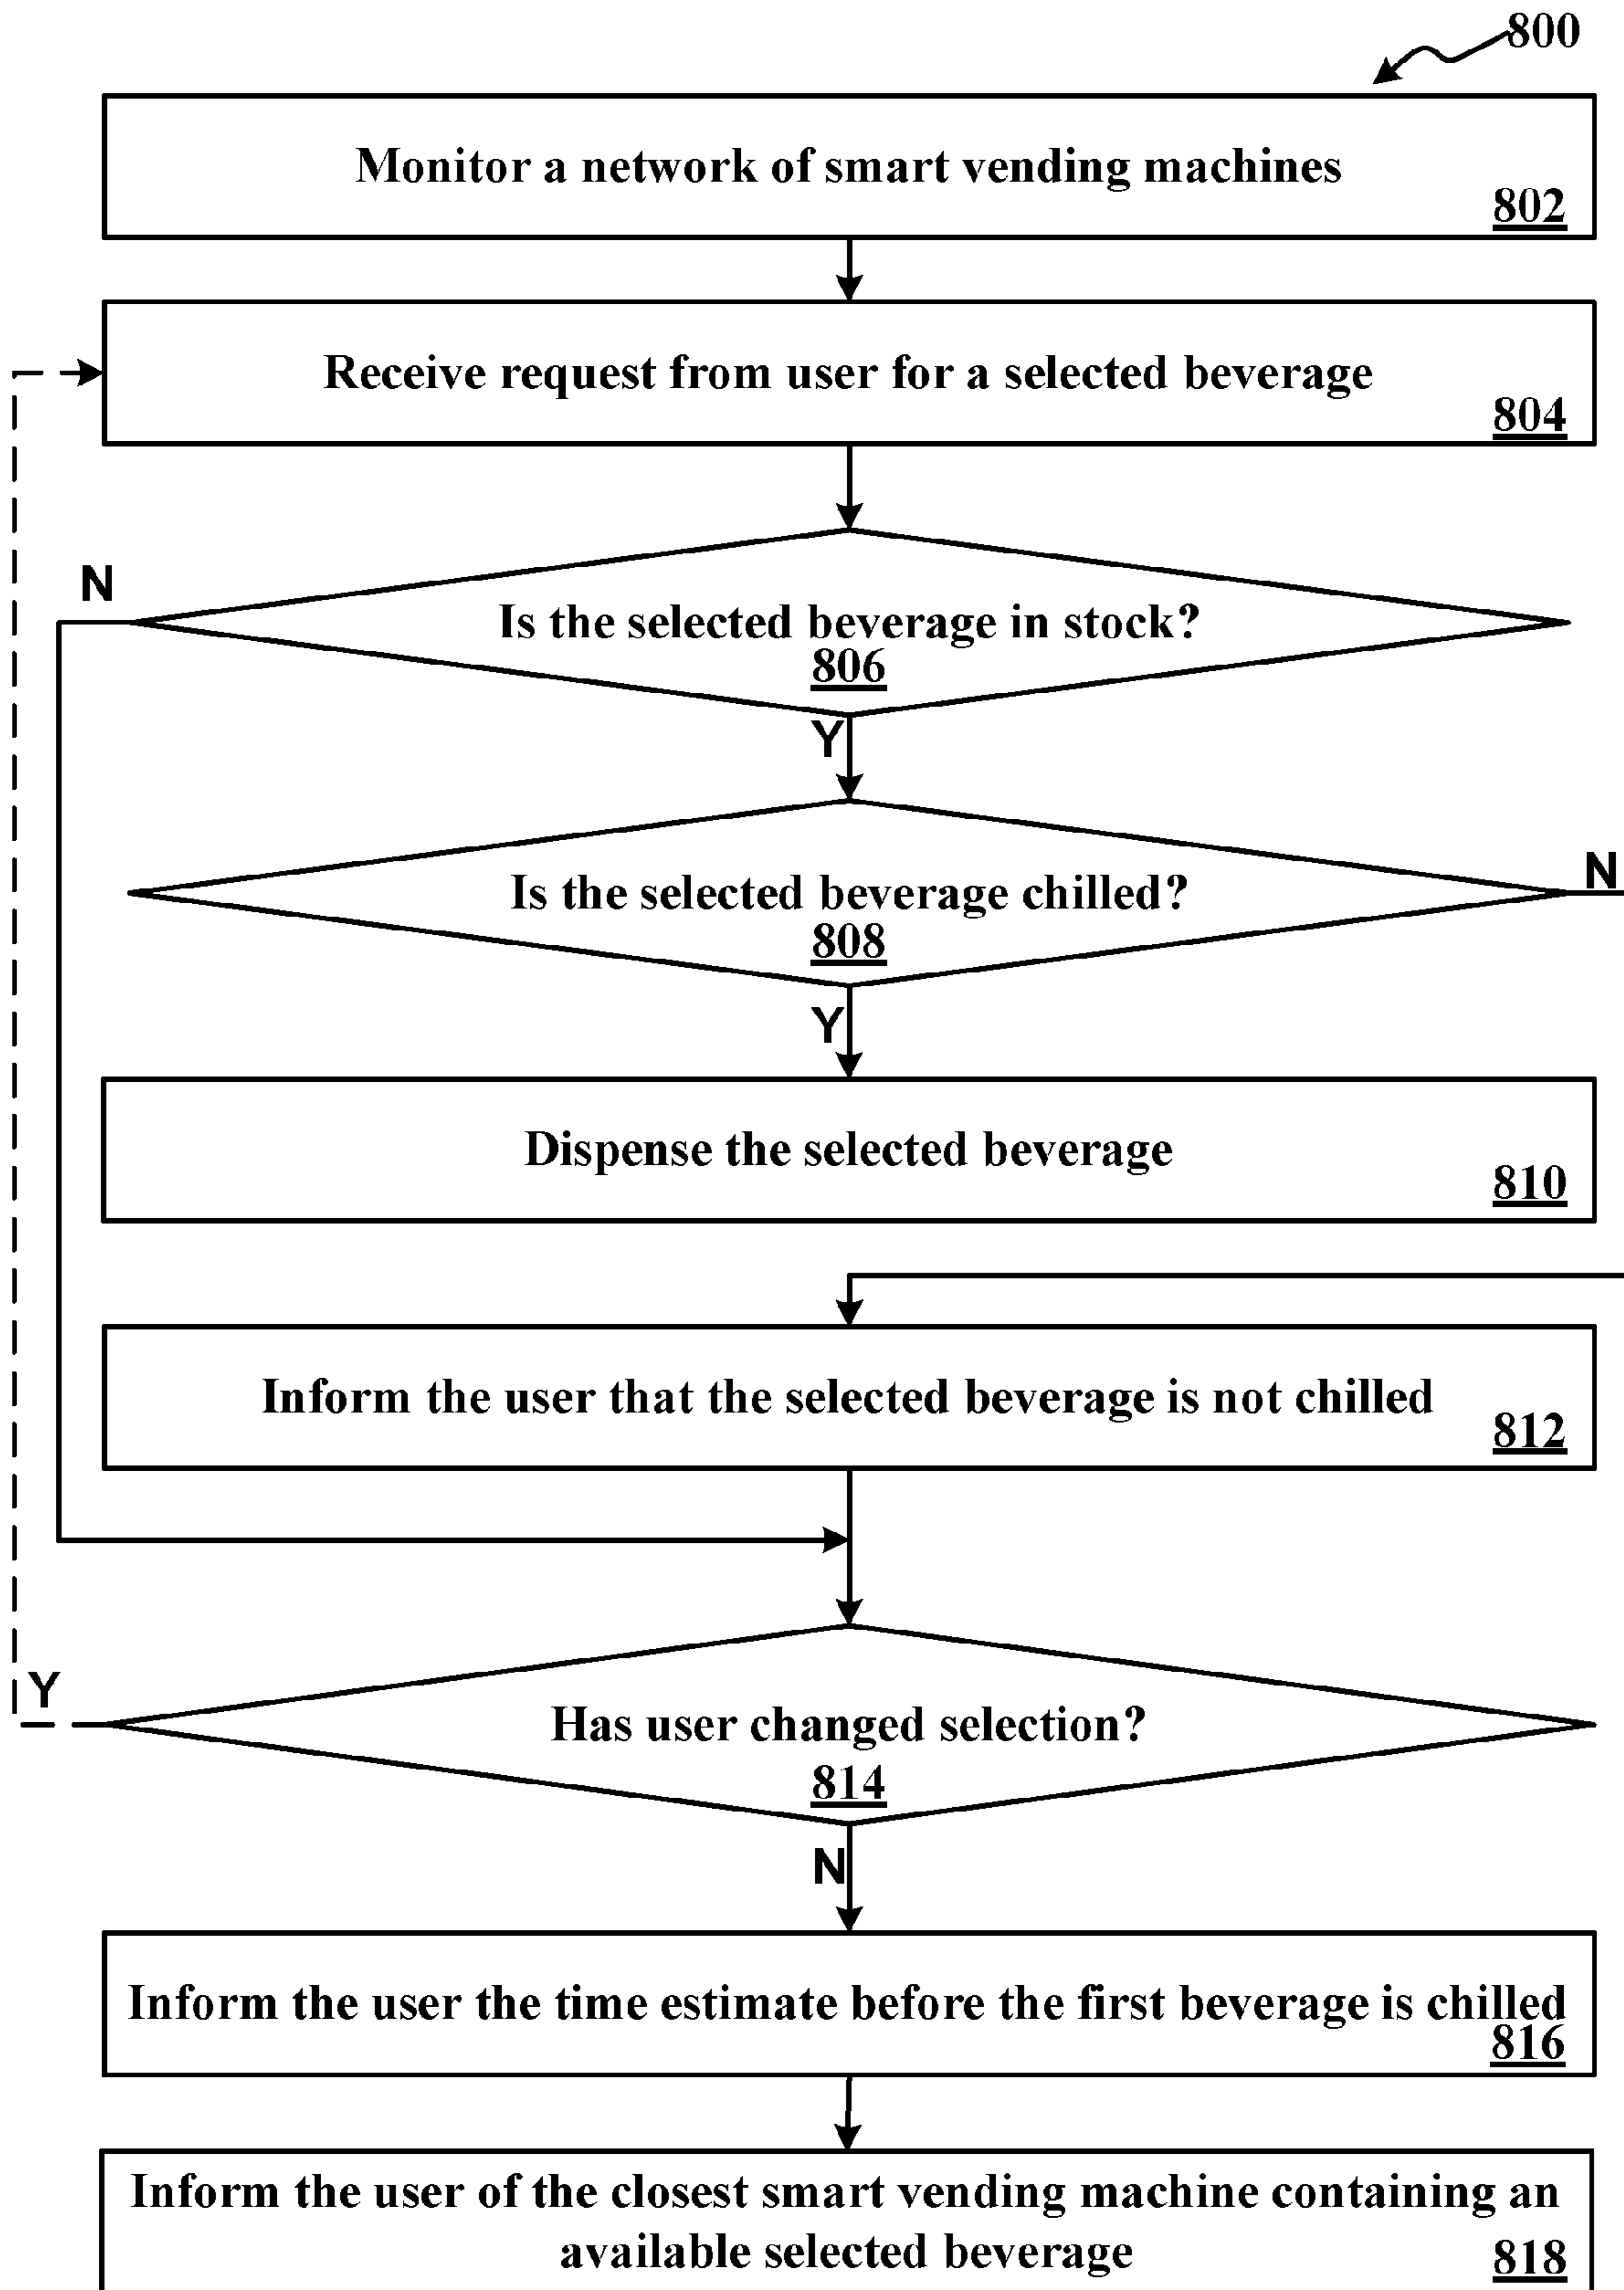 800
Monitor a network of smart vending machines
802
Receive request from user for a selected beverage
804
N
Is the selected beverage in stock?
806
Y
Is the selected beverage chilled?
N
808
Y
Dispense the selected beverage
810
Inform the user that the selected beverage is not chilled
812
Y
Has user changed selection?
814
N
Inform the user the time estimate before the first beverage is chilled
816
Inform the user of the closest smart vending machine containing an
available selected beverage
818